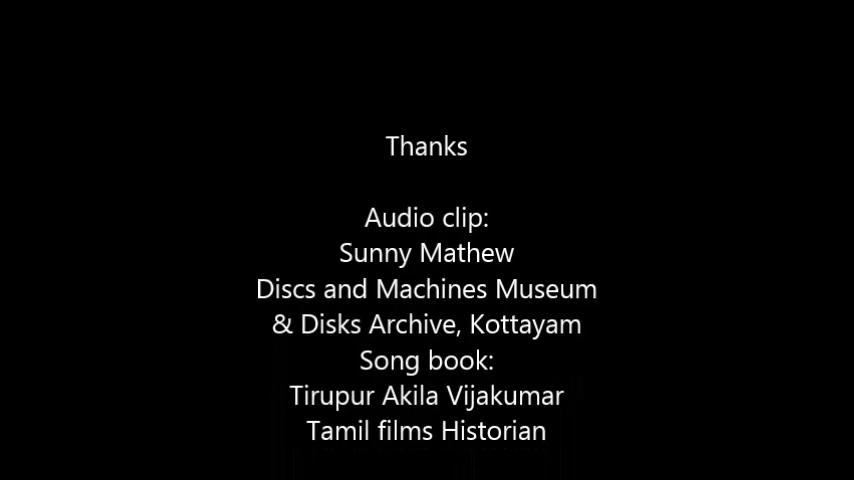 Thanks
Audio clip:
Sunny Mathew
Discs and Machines Museum
& Disks Archive, Kottayam
Song book:
Tirupur Akila Vijakumar
Tamil films Historian